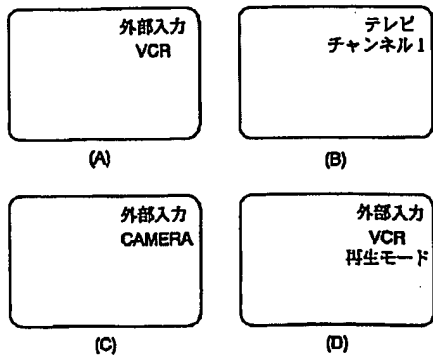 外部入力
VCR
(A)
テレビ
チャンネル1
(B)
外部入力
CAMERA
(C)
外部入力
VCR
再生モード
(D)